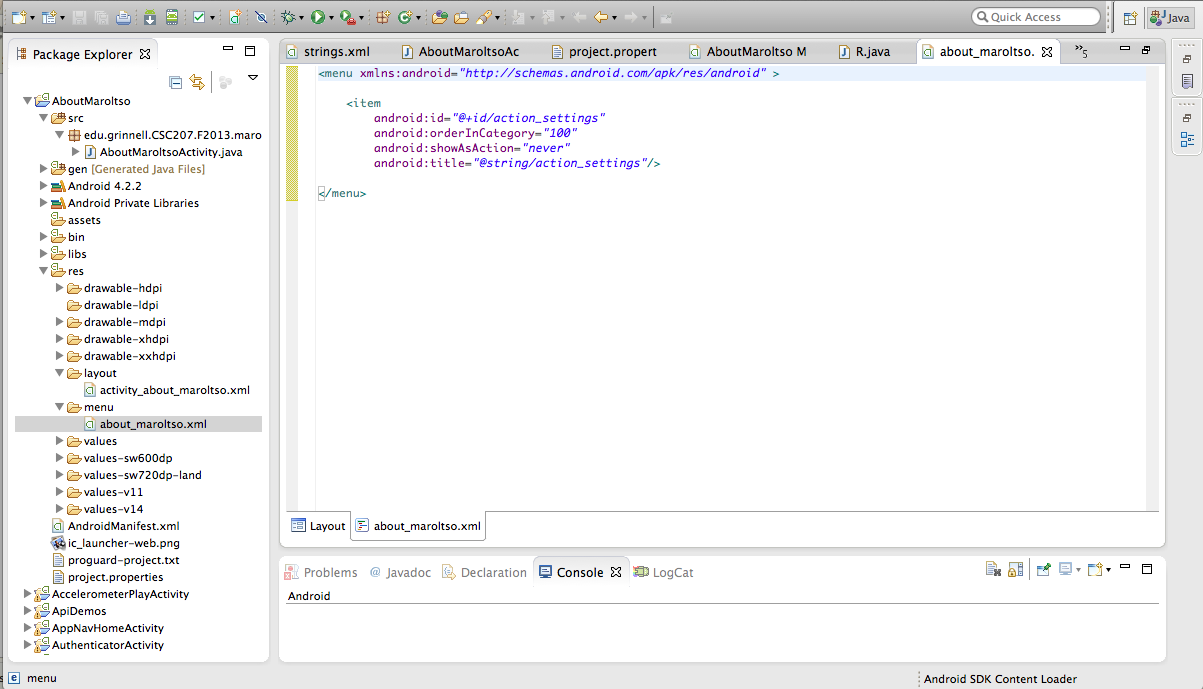 Quick Access
Java
Package Explorer
AboutMaroltso
src
edu.grinnell.CSC207.F2013.maro
AboutMaroltsoActivity.java
gen [Generated Java Files]
Android 4.2.2
Android Private Libraries
assets
bin
libs
res
drawable-hdpi
drawable-ldpi
drawable-mdpi
drawable-xhdpi
drawable-xxhdpi
layout
activity_about_maroltso.xml
menu
about_maroltso.xml
values
values-sw600dp
values-sw720dp-land
values-v11
values-v14
AndroidManifest.xml
ic_launcher-web.png
proguard-project.txt
project.properties
AccelerometerPlayActivity
ApiDemos
AppNavHomeActivity
AuthenticatorActivity
strings.xml
AboutMaroltsoAc
project.propert
AboutMaroltso M
R.java
about_maroltso.
»5
<menu xmlns:android="http://schemas.android.com/apk/res/android" >
<item
android:id="@+id/action_settings"
android:orderInCategory="100"
android:showAsAction="never"
android:title="@string/action_settings"/>
</menu>
Layout
about_maroltso.xml
Problems
@ Javadoc
Declaration
Console
LogCat
Android
menu
Android SDK Content Loader